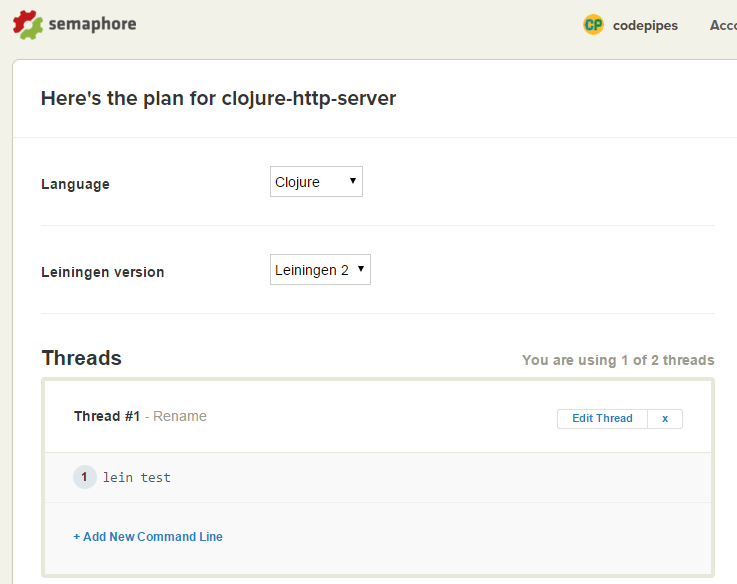 semaphore
CP codepipes
Acco
Here's the plan for clojure-http-server
Language
Clojure
Leiningen version
Leiningen 2
Threads
You are using 1 of 2 threads
Thread #1 - Rename
Edit Thread
x
1 lein test
+ Add New Command Line